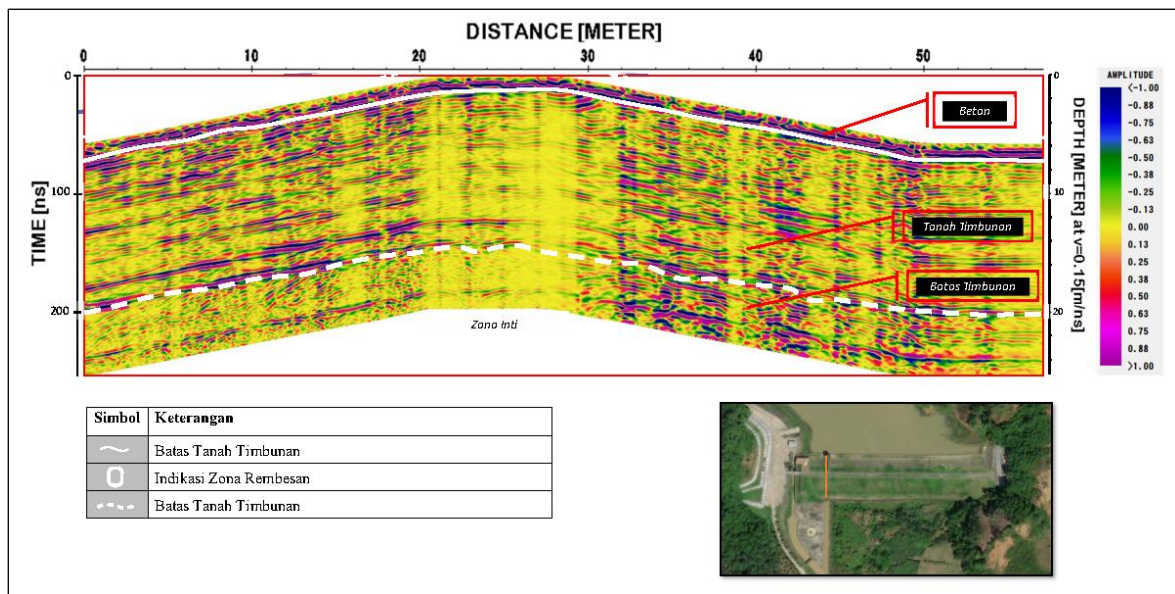 DISTANCE [METER]
0 10 20 30 40 50
TIME [ns]
0
100
200
Beton
Tanah Timbunan
Batas Timbunan
Zona Inti
0
10
20
DEPTH [METER] at v=0.15[m/ns]
AMPLITUDE
<-1.00
-0.88
-0.75
-0.63
-0.50
-0.38
-0.25
-0.13
0.00
0.13
0.25
0.38
0.50
0.63
0.75
0.88
>1.00
Simbol Keterangan
Batas Tanah Timbunan
Indikasi Zona Rembesan
Batas Tanah Timbunan